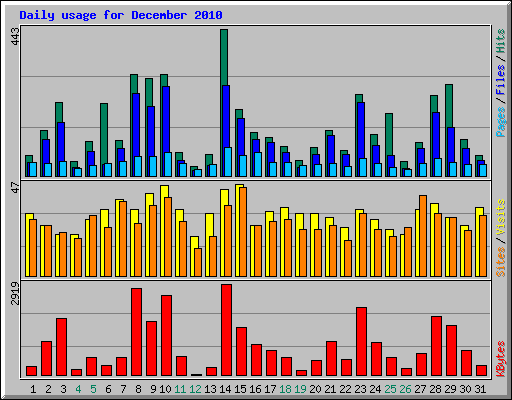 Daily usage for December 2010
443
Pages / Files / Hits
47
Sites / Visits
2919
KBytes
1 2 3 4 5 6 7 8 9 10 11 12 13 14 15 16 17 18 19 20 21 22 23 24 25 26 27 28 29 30 31